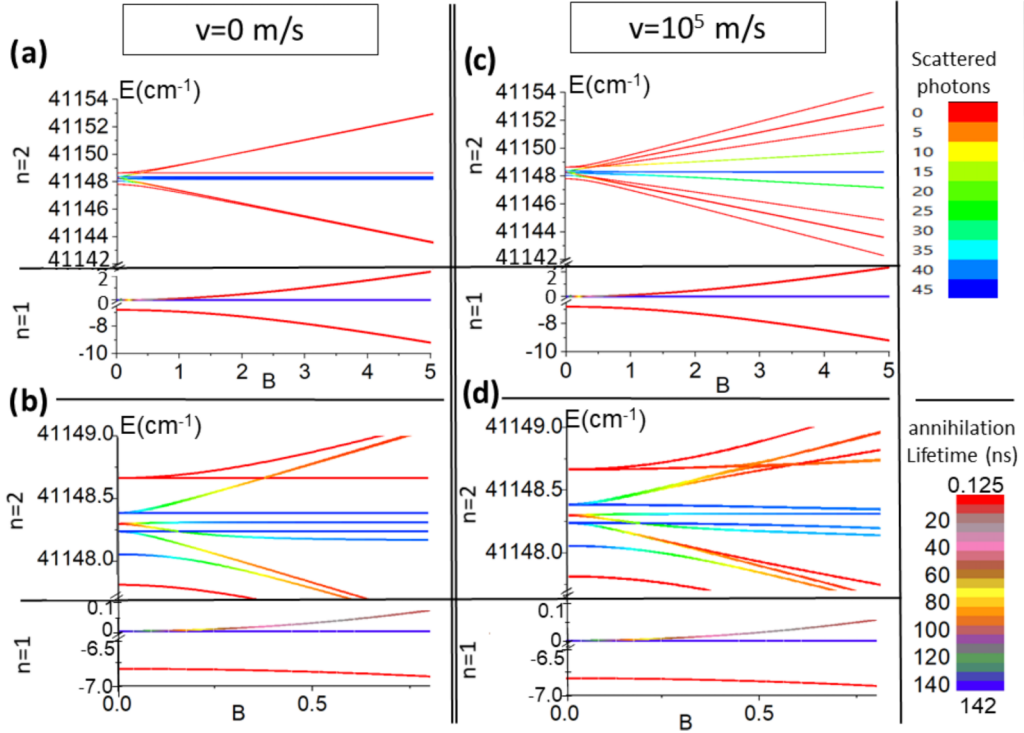 v=0 m/s
v=10⁵ m/s
(a)
E(cm⁻¹)
41154
41152
41150
41148
41146
41144
41142
n=2
2
0
-8
-10
n=1
0 1 2 3 4 5
B
(c)
E(cm⁻¹)
41154
41152
41150
41148
41146
41144
41142
n=2
2
0
-8
-10
n=1
0 1 2 3 4 5
B
Scattered
photons
0
5
10
15
20
25
30
35
40
45
(b)
E(cm⁻¹)
41149.0
41148.5
41148.0
n=2
0.1
0
-6.5
-7.0
n=1
0.0 0.5
B
(d)
E(cm⁻¹)
41149.0
41148.5
41148.0
n=2
0.1
0
-6.5
-7.0
n=1
0.0 0.5
B
annihilation
Lifetime (ns)
0.125
20
40
60
80
100
120
140
142